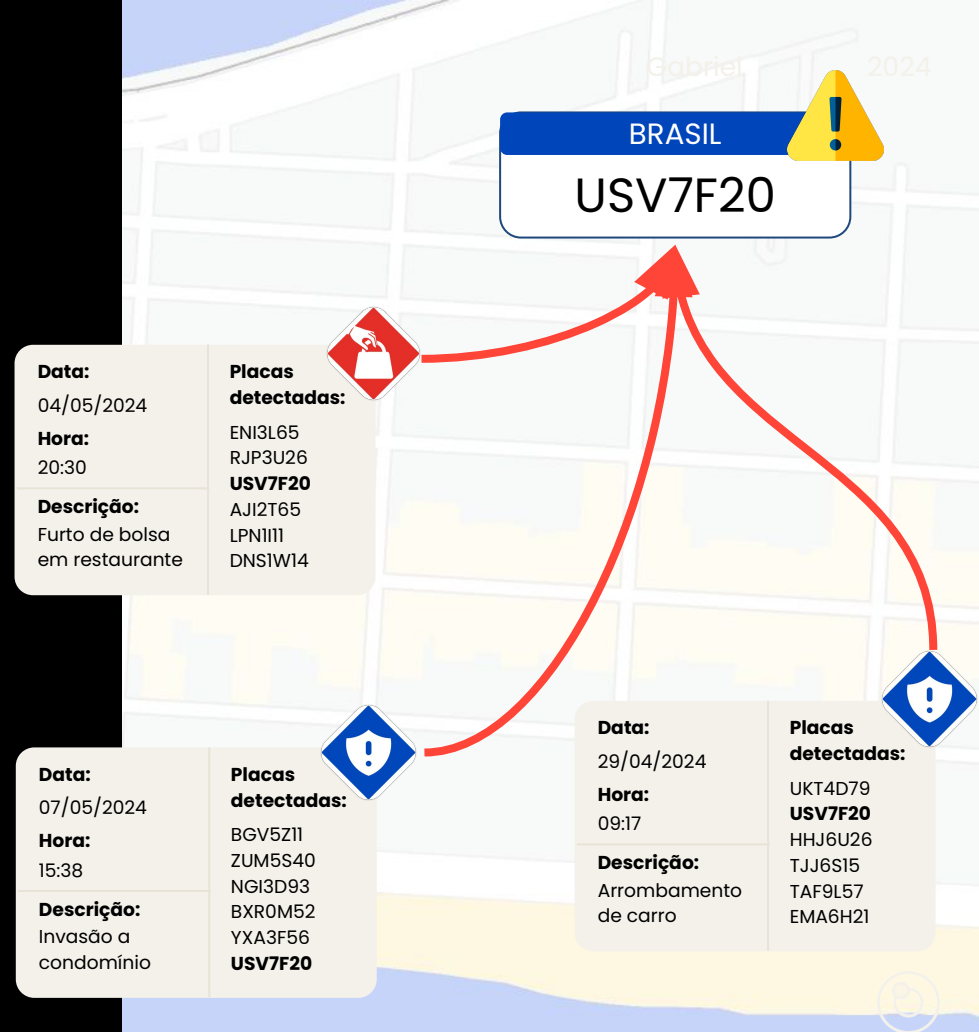 Gabriel 2024
BRASIL
USV7F20
Data:
04/05/2024
Hora:
20:30
Descrição:
Furto de bolsa
em restaurante
Placas
detectadas:
ENI3L65
RJP3U26
USV7F20
AJI2T65
LPN1I11
DNS1W14
Data:
07/05/2024
Hora:
15:38
Descrição:
Invasão a
condomínio
Placas
detectadas:
BGV5Z11
ZUM5S40
NGI3D93
BXR0M52
YXA3F56
USV7F20
Data:
29/04/2024
Hora:
09:17
Descrição:
Arrombamento
de carro
Placas
detectadas:
UKT4D79
USV7F20
HHJ6U26
TJJ6S15
TAF9L57
EMA6H21